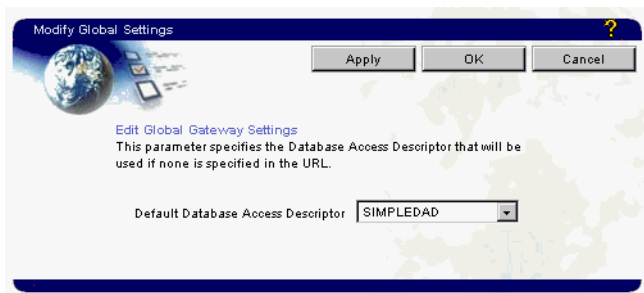 Modify Global Settings
?
Apply OK Cancel
Edit Global Gateway Settings
This parameter specifies the Database Access Descriptor that will be
used if none is specified in the URL.
Default Database Access Descriptor SIMPLEDAD